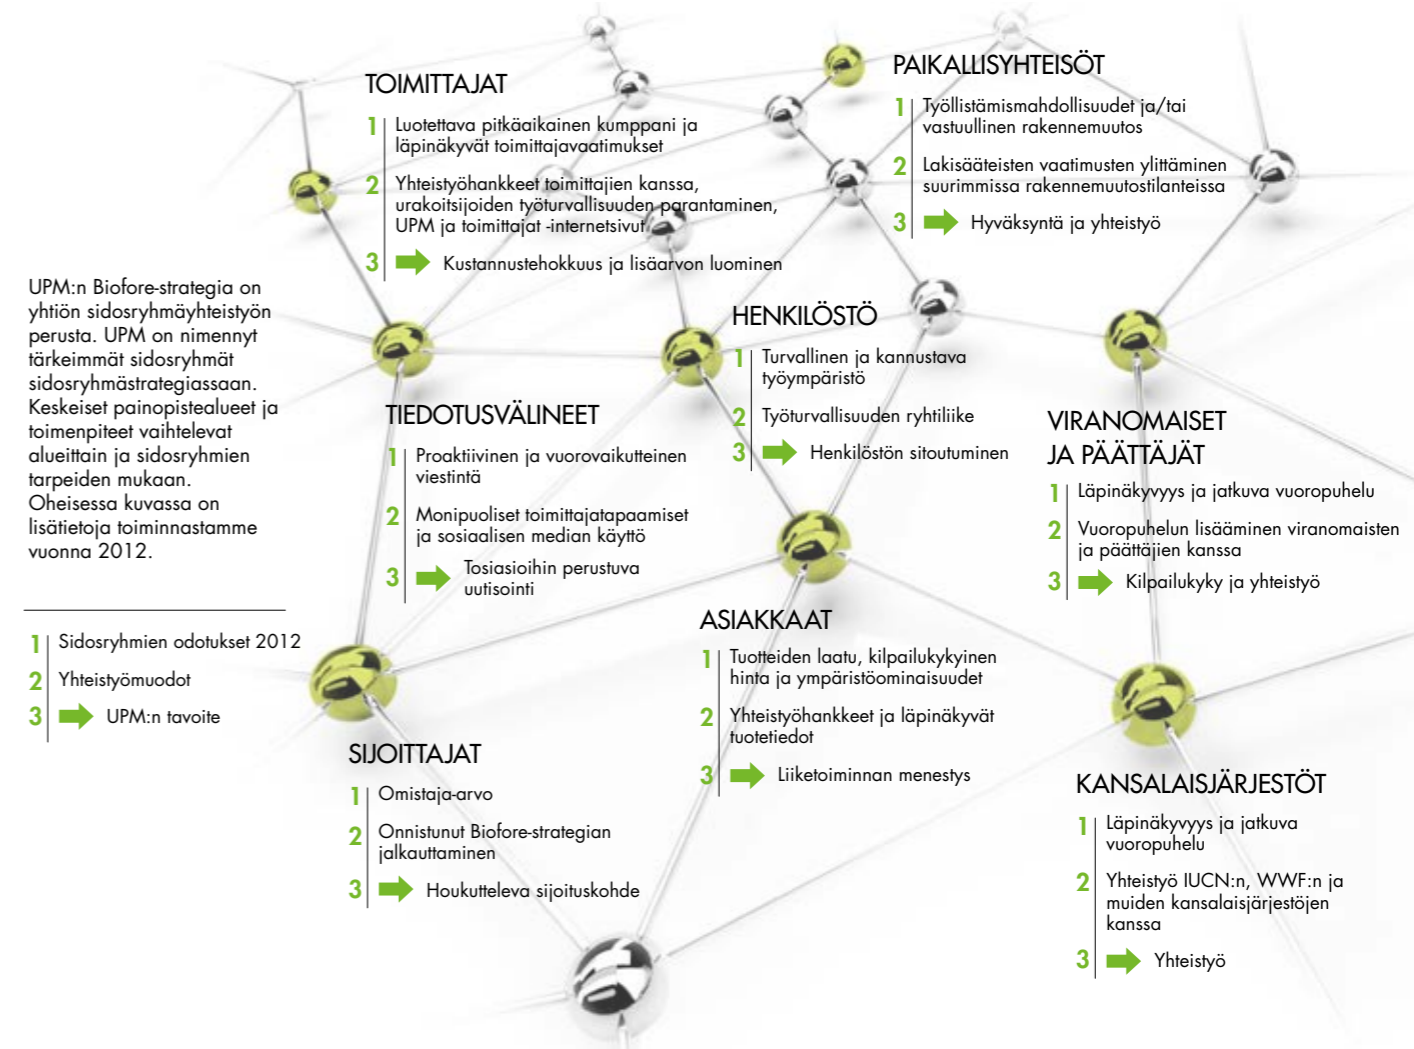 UPM:n Biofore-strategia on
yhtiön sidosryhmäyhteistyön
perusta. UPM on nimennyt
tärkeimmät sidosryhmät
sidosryhmästrategiassaan.
Keskeiset painopistealueet ja
toimenpiteet vaihtelevat
alueittain ja sidosryhmien
tarpeiden mukaan.
Oheisessa kuvassa on
lisätietoja toiminnastamme
vuonna 2012.
1 Sidosryhmien odotukset 2012
2 Yhteistyömuodot
3 UPM:n tavoite
TOIMITTAJAT
1 Luotettava pitkäaikainen kumppani ja
läpinäkyvät toimittajavaatimukset
2 Yhteistyöhankkeet toimittajien kanssa,
urakoitsijoiden työturvallisuuden parantaminen,
UPM ja toimittajat -internetsivut
3 Kustannustehokkuus ja lisäarvon luominen
PAIKALLISYHTEISÖT
1 Työllistämismahdollisuudet ja/tai
vastuullinen rakennemuutos
2 Lakisääteisten vaatimusten ylittäminen
suurimmissa rakennemuutostilanteissa
3 Hyväksyntä ja yhteistyö
HENKILÖSTÖ
1 Turvallinen ja kannustava
työympäristö
2 Työturvallisuuden ryhtiliike
3 Henkilöstön sitoutuminen
TIEDOTUSVÄLINEET
1 Proaktiivinen ja vuorovaikutteinen
viestintä
2 Monipuoliset toimittajatapaamiset
ja sosiaalisen median käyttö
3 Tosiasioihin perustuva
uutisointi
VIRANOMAISET
JA PÄÄTTÄJÄT
1 Läpinäkyvyys ja jatkuva vuoropuhelu
2 Vuoropuhelun lisääminen viranomaisten
ja päättäjien kanssa
3 Kilpailukyky ja yhteistyö
ASIAKKAAT
1 Tuotteiden laatu, kilpailukykyinen
hinta ja ympäristöominaisuudet
2 Yhteistyöhankkeet ja läpinäkyvät
tuotetiedot
3 Liiketoiminnan menestys
SIJOITTAJAT
1 Omistaja-arvo
2 Onnistunut Biofore-strategian
jalkauttaminen
3 Houkutteleva sijoituskohde
KANSALAISJÄRJESTÖT
1 Läpinäkyvyys ja jatkuva
vuoropuhelu
2 Yhteistyö IUCN:n, WWF:n ja
muiden kansalaisjärjestöjen
kanssa
3 Yhteistyö